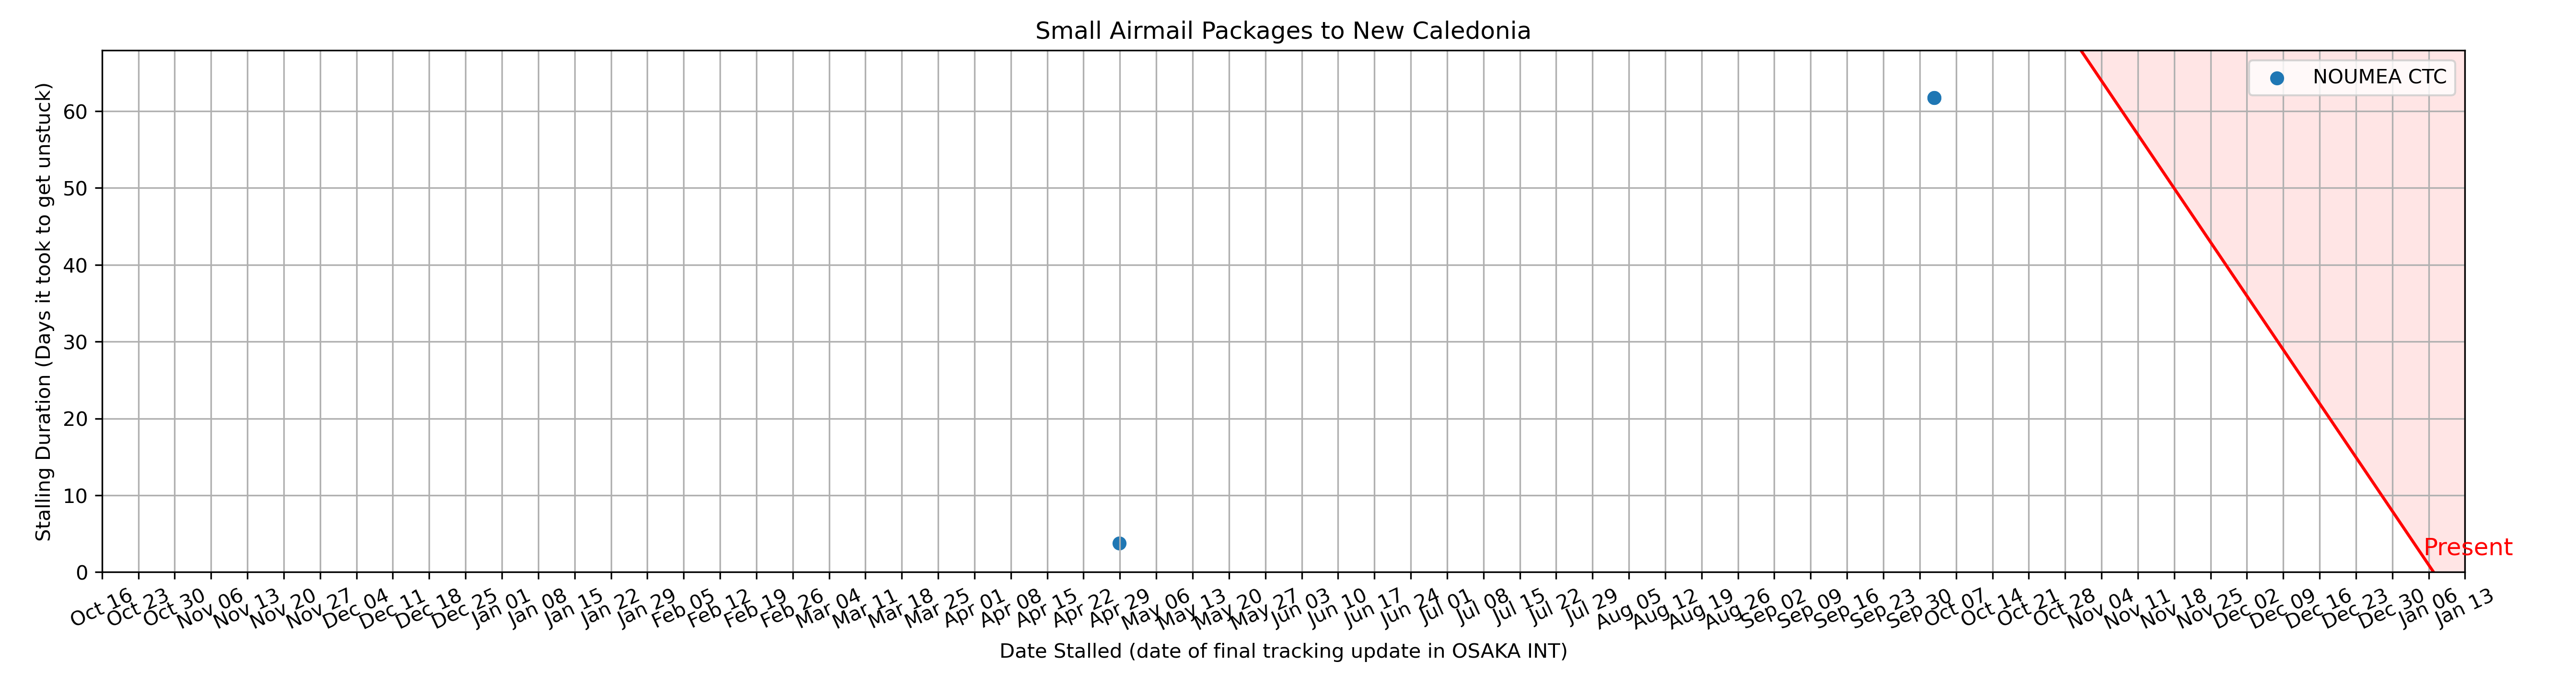 Small Airmail Packages to New Caledonia
NOUMEA CTC
Stalling Duration (Days it took to get unstuck)
60
50
40
30
20
10
0
Present
Oct 16 Oct 23 Oct 30 Nov 06 Nov 13 Nov 20 Nov 27 Dec 04 Dec 11 Dec 18 Dec 25 Jan 01 Jan 08 Jan 15 Jan 22 Jan 29 Feb 05 Feb 12 Feb 19 Feb 26 Mar 04 Mar 11 Mar 18 Mar 25 Apr 01 Apr 08 Apr 15 Apr 22 Apr 29 May 06 May 13 May 20 May 27 Jun 03 Jun 10 Jun 17 Jun 24 Jul 01 Jul 08 Jul 15 Jul 22 Jul 29 Aug 05 Aug 12 Aug 19 Aug 26 Sep 02 Sep 09 Sep 16 Sep 23 Sep 30 Oct 07 Oct 14 Oct 21 Oct 28 Nov 04 Nov 11 Nov 18 Nov 25 Dec 02 Dec 09 Dec 16 Dec 23 Dec 30 Jan 06 Jan 13
Date Stalled (date of final tracking update in OSAKA INT)